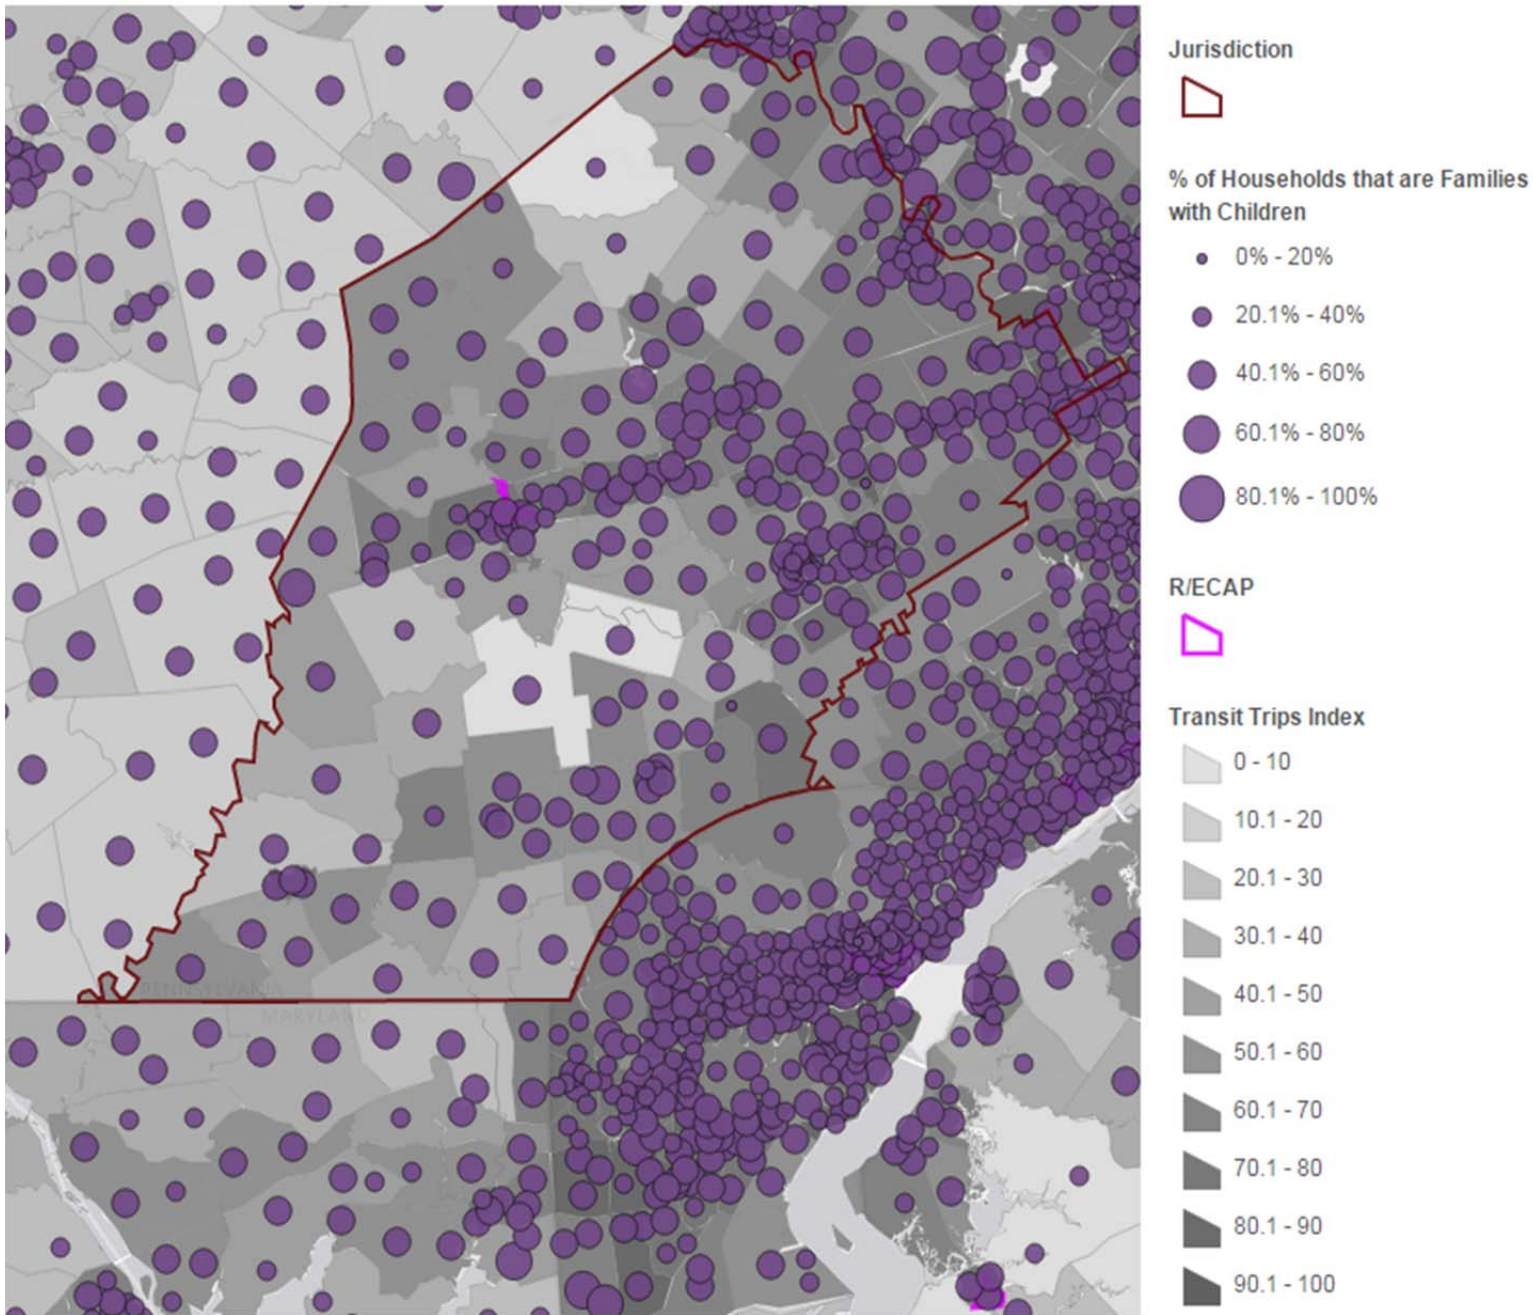 Jurisdiction
% of Households that are Families
with Children
0% - 20%
20.1% - 40%
40.1% - 60%
60.1% - 80%
80.1% - 100%
R/ECAP
Transit Trips Index
0 - 10
10.1 - 20
20.1 - 30
30.1 - 40
40.1 - 50
50.1 - 60
60.1 - 70
70.1 - 80
80.1 - 90
90.1 - 100
PENNSYLVANIA
MARYLAND